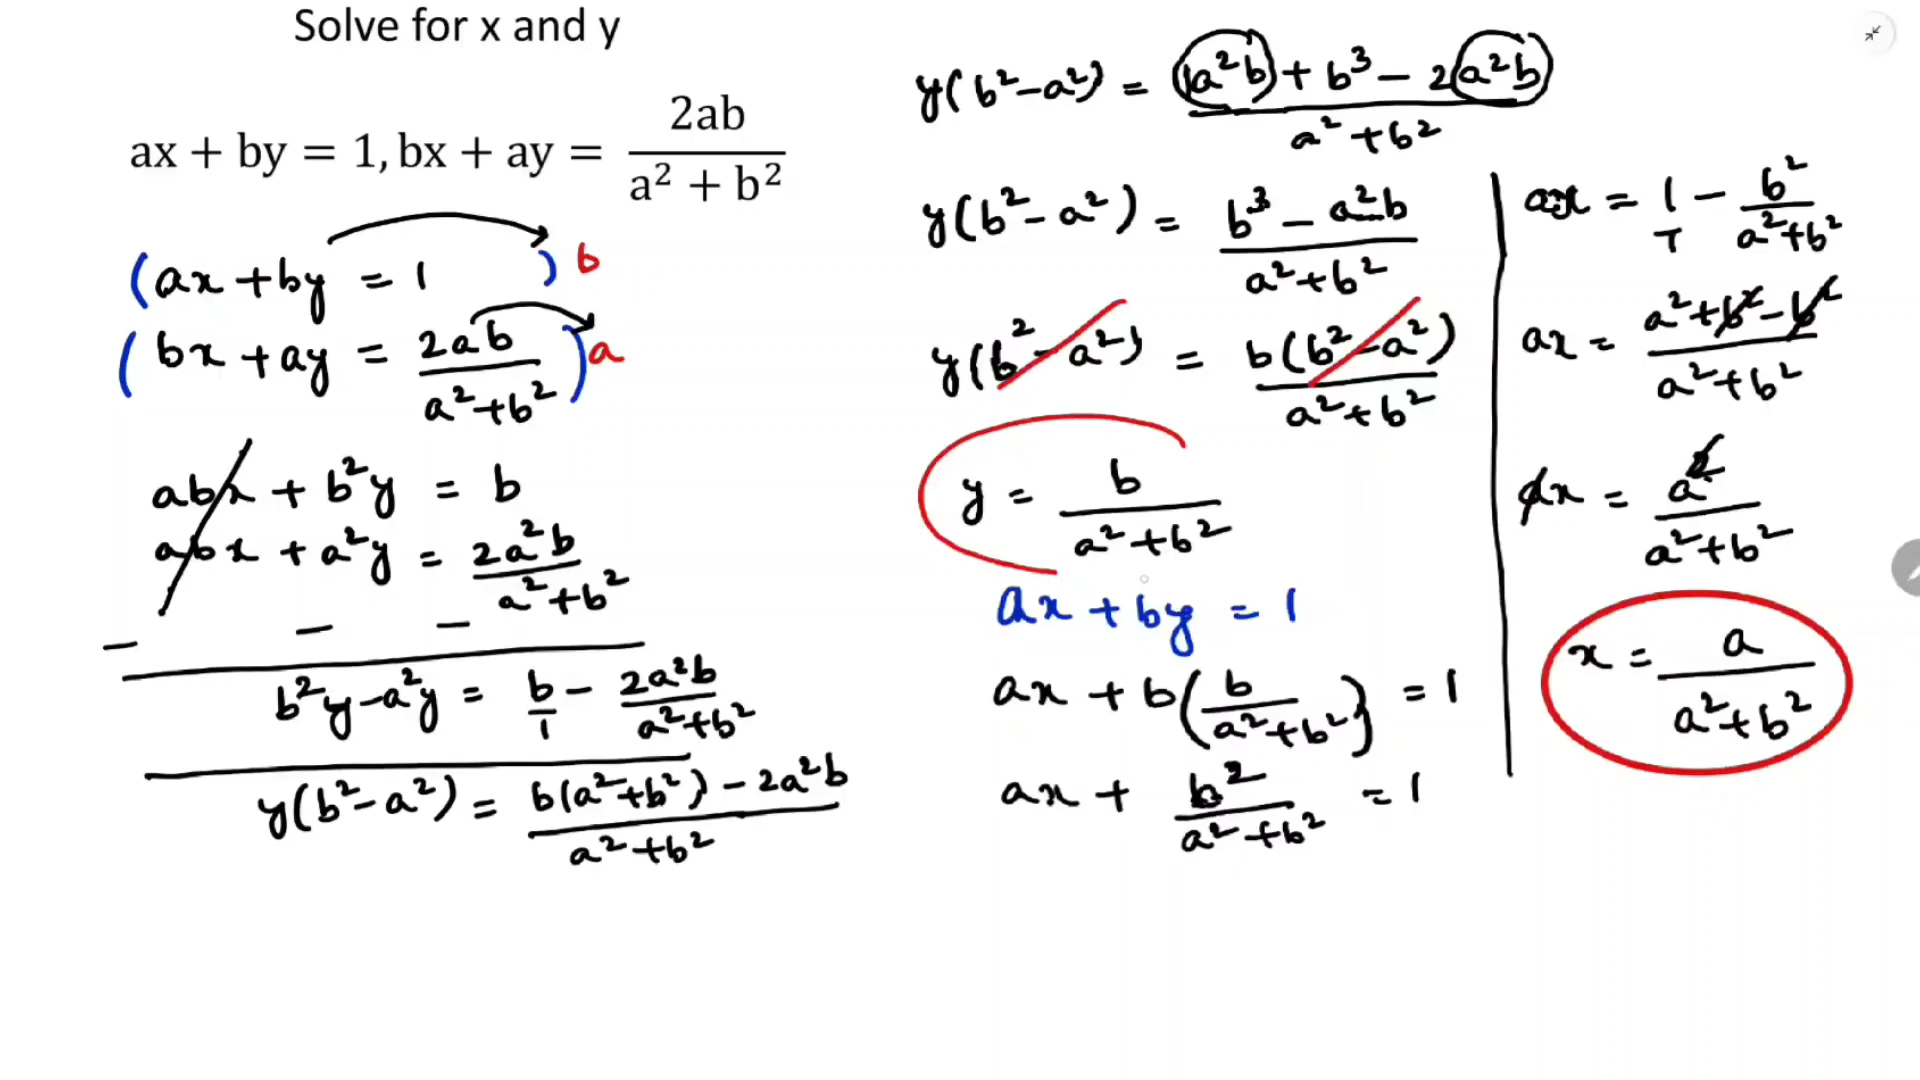 Solve for x and y
ax + by = 1, bx + ay = 2ab / (a² + b²)
(ax + by = 1) b
(bx + ay = 2ab / (a² + b²)) a
abx + b²y = b
abx + a²y = 2a²b / (a² + b²)
− − −
b²y − a²y = b/1 − 2a²b / (a² + b²)
y(b² − a²) = (b(a² + b²) − 2a²b) / (a² + b²)
y(b² − a²) = (1a²b + b³ − 2a²b) / (a² + b²)
y(b² − a²) = (b³ − a²b) / (a² + b²)
y(b² − a²) = b(b² − a²) / (a² + b²)
y = b / (a² + b²)
ax + by = 1
ax + b(b / (a² + b²)) = 1
ax + b² / (a² + b²) = 1
ax = 1/1 − b² / (a² + b²)
ax = (a² + b² − b²) / (a² + b²)
ax = a² / (a² + b²)
x = a / (a² + b²)